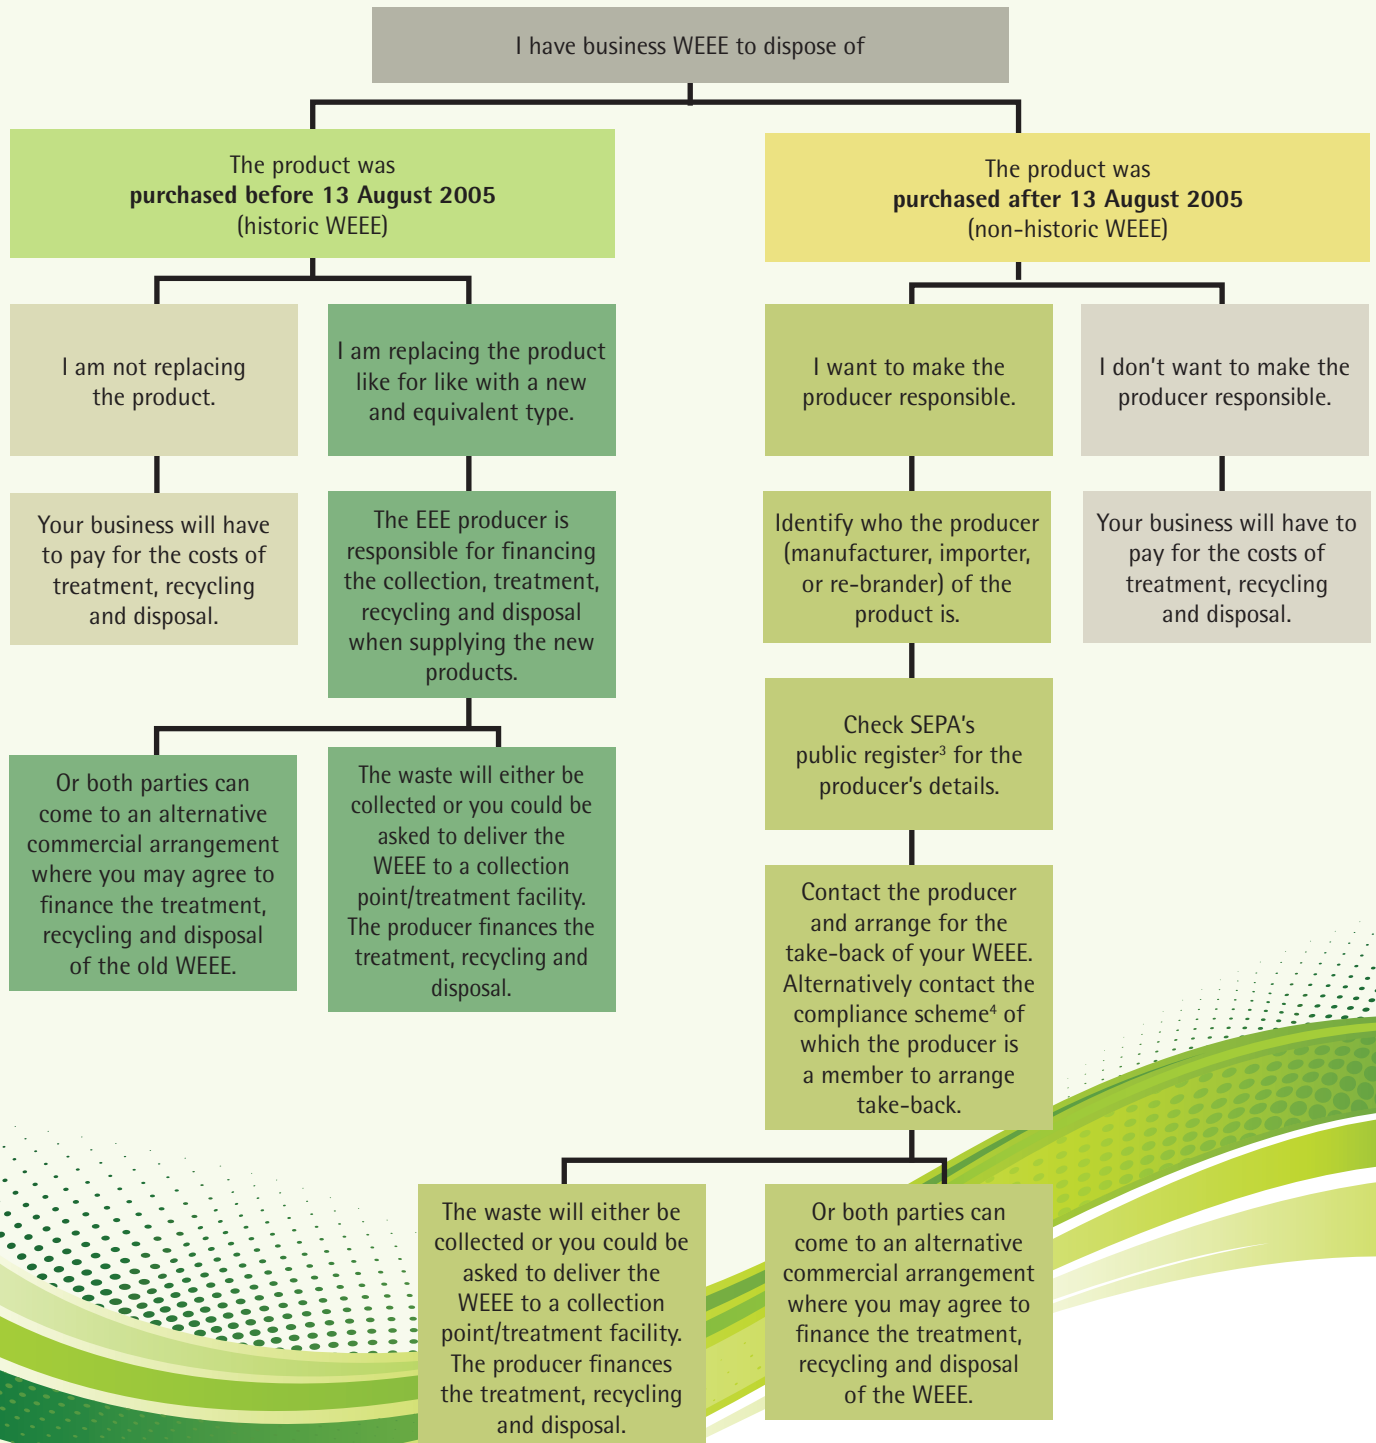 I have business WEEE to dispose of
The product was
purchased before 13 August 2005
(historic WEEE)
The product was
purchased after 13 August 2005
(non-historic WEEE)
I am not replacing
the product.
I am replacing the product
like for like with a new
and equivalent type.
I want to make the
producer responsible.
I don't want to make the
producer responsible.
Your business will have
to pay for the costs of
treatment, recycling
and disposal.
The EEE producer is
responsible for financing
the collection, treatment,
recycling and disposal
when supplying the new
products.
Identify who the producer
(manufacturer, importer,
or re-brander) of the
product is.
Your business will have to
pay for the costs of
treatment, recycling
and disposal.
Check SEPA's
public register³ for the
producer's details.
Or both parties can
come to an alternative
commercial arrangement
where you may agree to
finance the treatment,
recycling and disposal
of the old WEEE.
The waste will either be
collected or you could be
asked to deliver the
WEEE to a collection
point/treatment facility.
The producer finances the
treatment, recycling and
disposal.
Contact the producer
and arrange for the
take-back of your WEEE.
Alternatively contact the
compliance scheme⁴ of
which the producer is
a member to arrange
take-back.
The waste will either be
collected or you could be
asked to deliver the
WEEE to a collection
point/treatment facility.
The producer finances
the treatment, recycling
and disposal.
Or both parties can
come to an alternative
commercial arrangement
where you may agree to
finance the treatment,
recycling and disposal
of the WEEE.